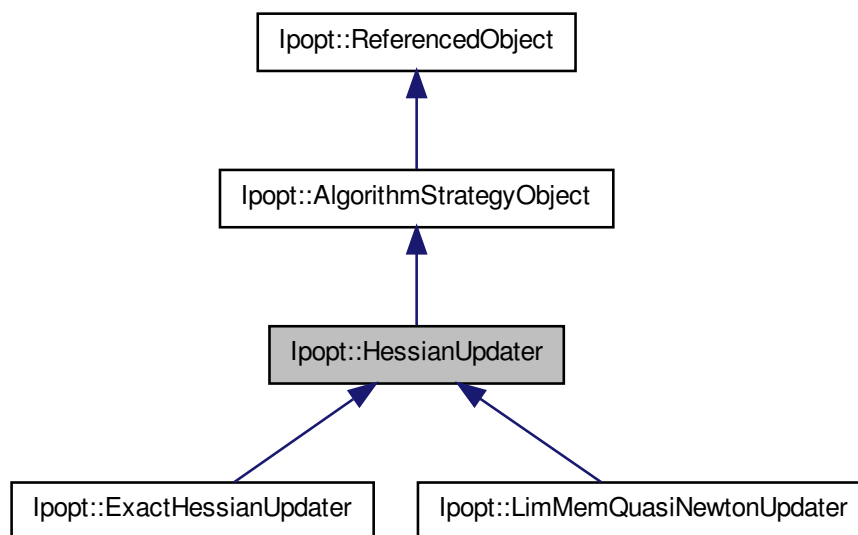 Ipopt::ReferencedObject
Ipopt::AlgorithmStrategyObject
Ipopt::HessianUpdater
Ipopt::ExactHessianUpdater
Ipopt::LimMemQuasiNewtonUpdater